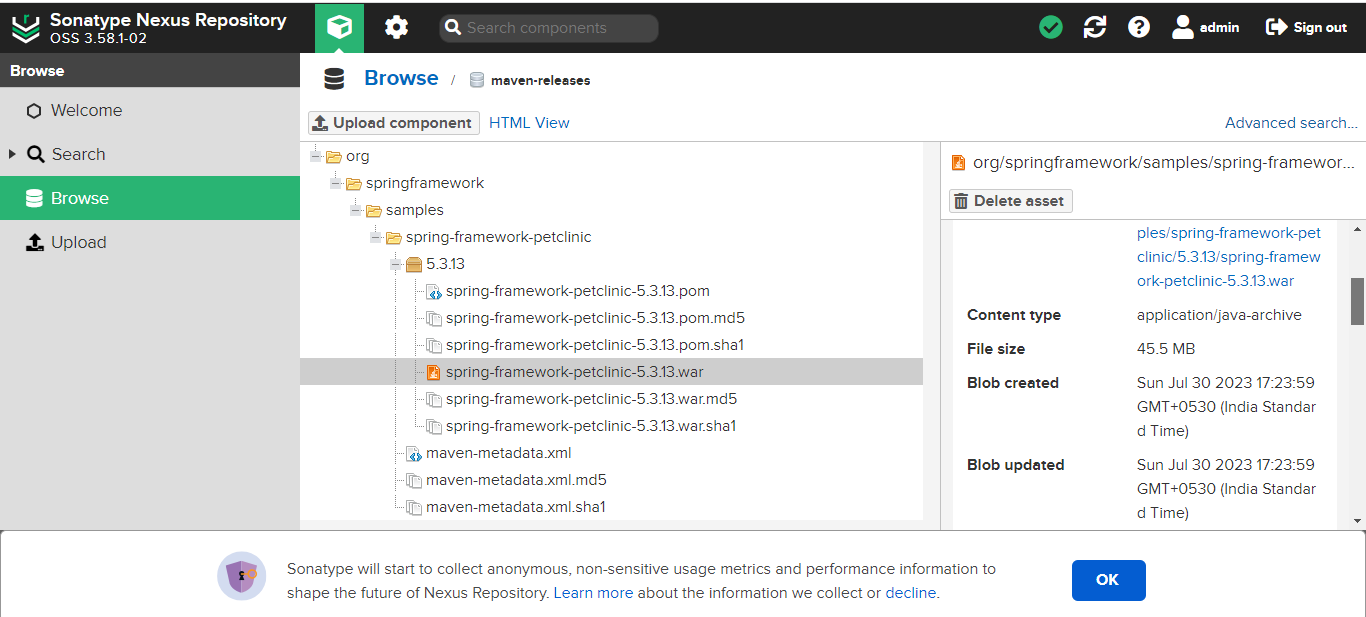 Sonatype Nexus Repository
OSS 3.58.1-02
Search components
admin
Sign out
Browse
Welcome
Search
Browse
Upload
Browse / maven-releases
Upload component
HTML View
Advanced search...
org
springframework
samples
spring-framework-petclinic
5.3.13
spring-framework-petclinic-5.3.13.pom
spring-framework-petclinic-5.3.13.pom.md5
spring-framework-petclinic-5.3.13.pom.sha1
spring-framework-petclinic-5.3.13.war
spring-framework-petclinic-5.3.13.war.md5
spring-framework-petclinic-5.3.13.war.sha1
maven-metadata.xml
maven-metadata.xml.md5
maven-metadata.xml.sha1
org/springframework/samples/spring-framewor...
Delete asset
ples/spring-framework-pet
clinic/5.3.13/spring-framew
ork-petclinic-5.3.13.war
Content type application/java-archive
File size 45.5 MB
Blob created Sun Jul 30 2023 17:23:59
GMT+0530 (India Standar
d Time)
Blob updated Sun Jul 30 2023 17:23:59
GMT+0530 (India Standar
d Time)
Sonatype will start to collect anonymous, non-sensitive usage metrics and performance information to
shape the future of Nexus Repository. Learn more about the information we collect or decline.
OK